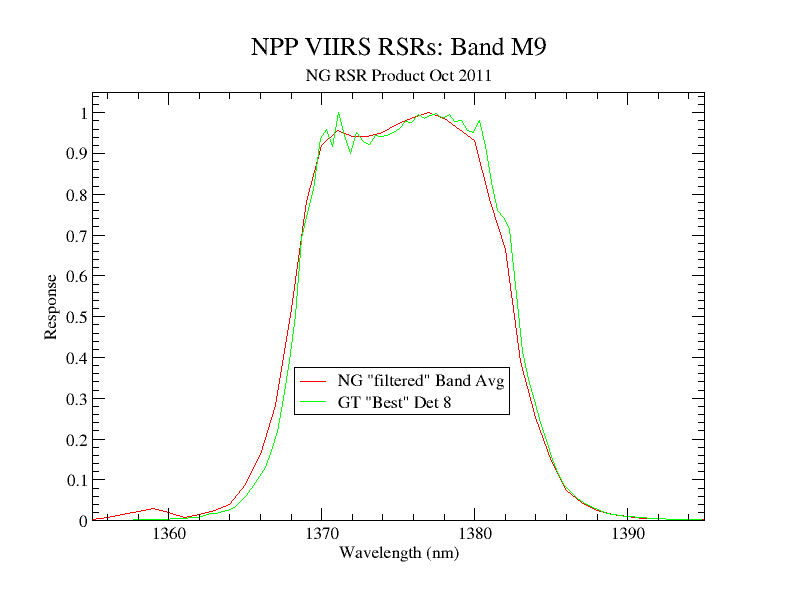 NPP VIIRS RSRs: Band M9
NG RSR Product Oct 2011
1
0.9
0.8
0.7
0.6
0.5
0.4
0.3
0.2
0.1
0
Response
NG "filtered" Band Avg
GT "Best" Det 8
1360 1370 1380 1390
Wavelength (nm)